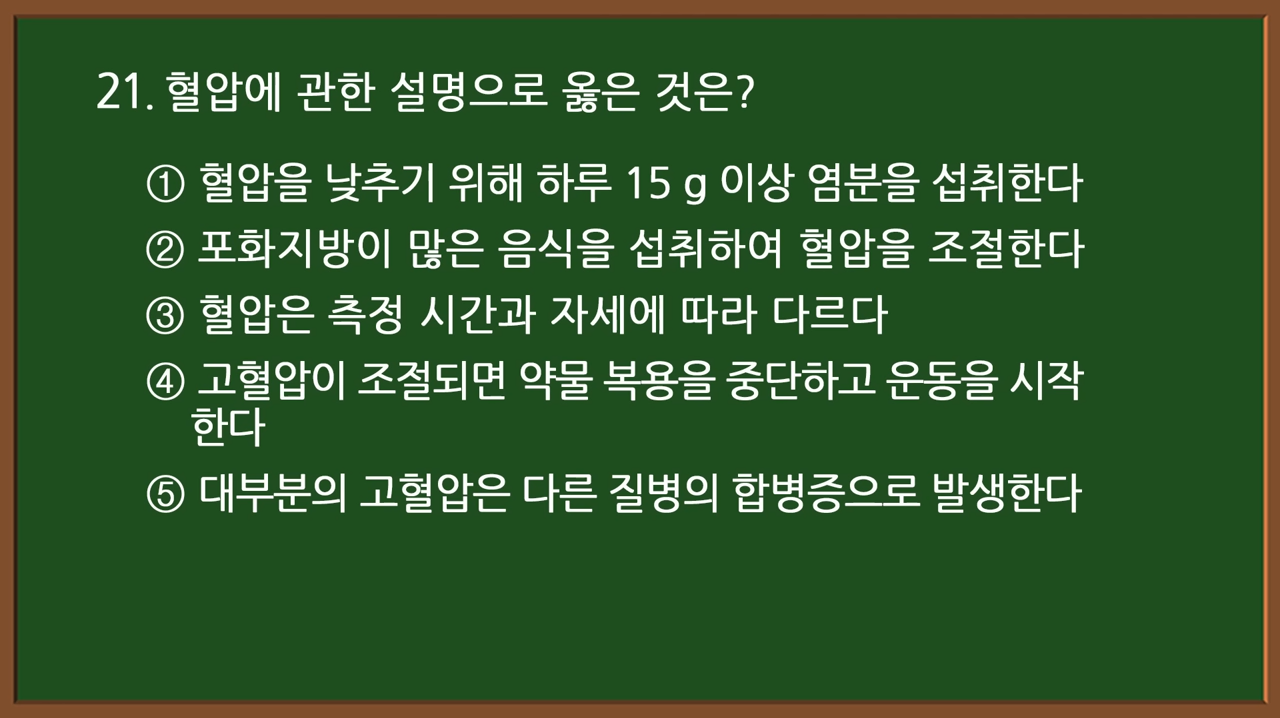 21. 혈압에 관한 설명으로 옳은 것은?
① 혈압을 낮추기 위해 하루 15 g 이상 염분을 섭취한다
② 포화지방이 많은 음식을 섭취하여 혈압을 조절한다
③ 혈압은 측정 시간과 자세에 따라 다르다
④ 고혈압이 조절되면 약물 복용을 중단하고 운동을 시작
한다
⑤ 대부분의 고혈압은 다른 질병의 합병증으로 발생한다